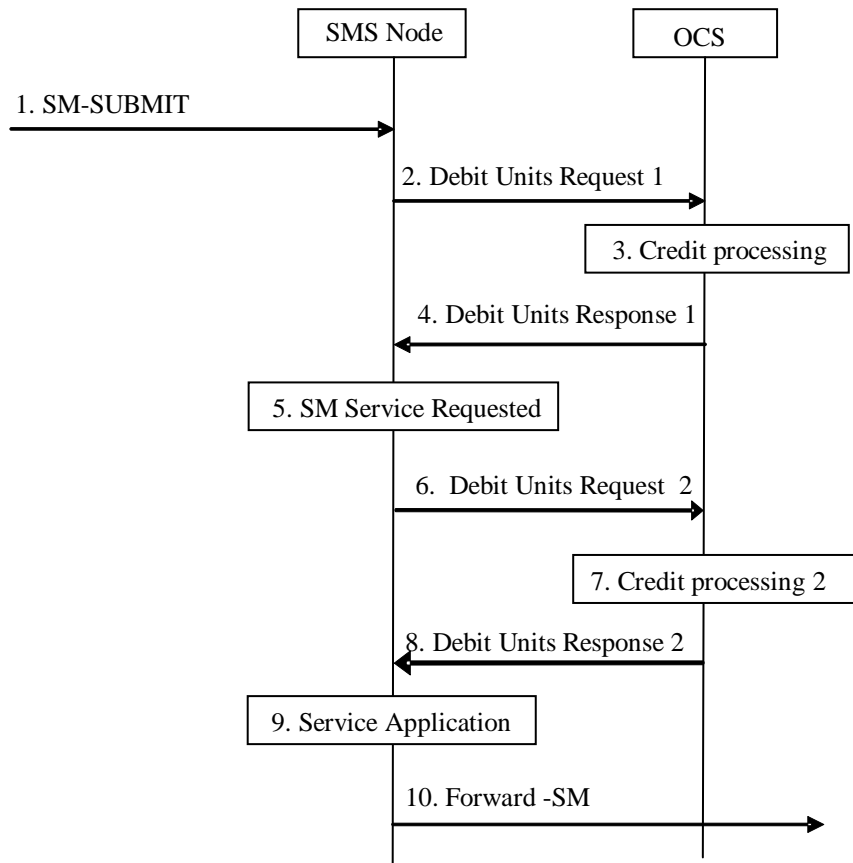 SMS Node
OCS
1. SM-SUBMIT
2. Debit Units Request 1
3. Credit processing
4. Debit Units Response 1
5. SM Service Requested
6. Debit Units Request 2
7. Credit processing 2
8. Debit Units Response 2
9. Service Application
10. Forward -SM